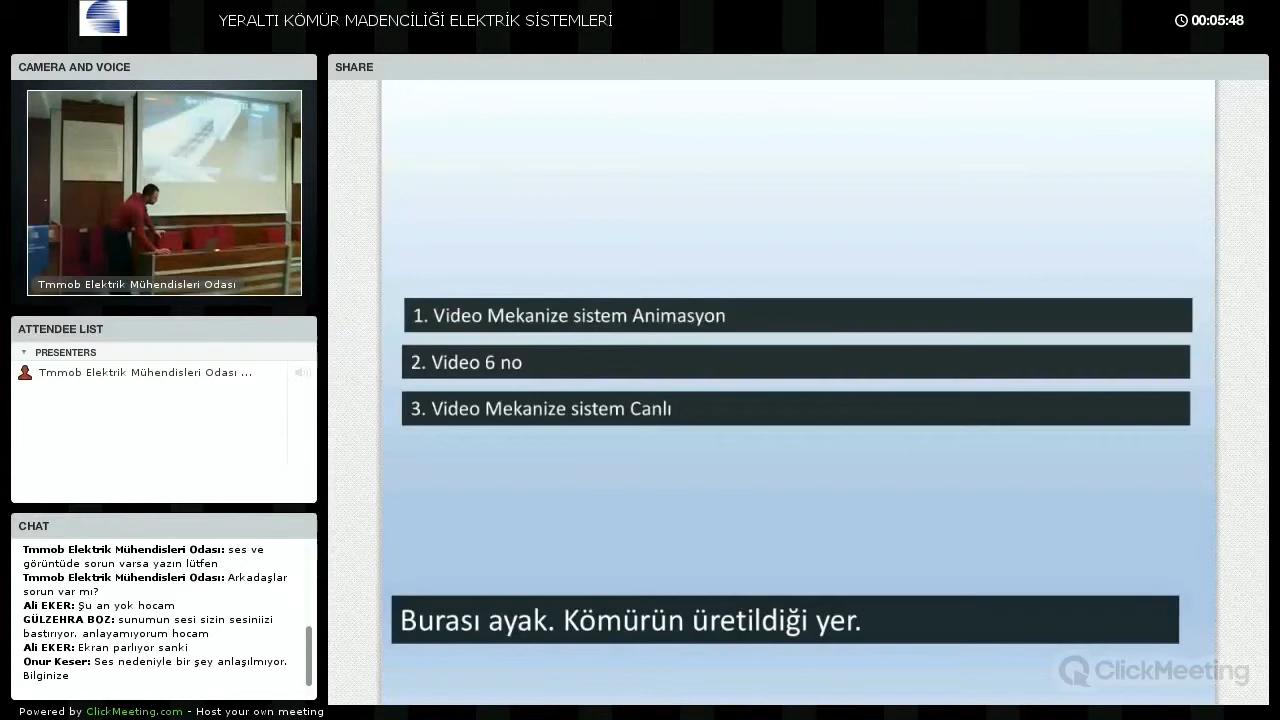 YERALTI KÖMÜR MADENCİLİĞİ ELEKTRİK SİSTEMLERİ
00:05:48
CAMERA AND VOICE
Tmmob Elektrik Mühendisleri Odası
ATTENDEE LIST
PRESENTERS
Tmmob Elektrik Mühendisleri Odası ...
CHAT
Tmmob Elektrik Mühendisleri Odası: ses ve
görüntüde sorun varsa yazın lütfen
Tmmob Elektrik Mühendisleri Odası: Arkadaşlar
sorun var mı?
Ali EKER: Şu an yok hocam
GÜLZEHRA BOZ: sunumun sesi sizin sesiniizi
bastırıyor. anlayamıyorum hocam
Ali EKER: Ekran parlıyor sanki
Onur Keser: Ses nedeniyle bir şey anlaşılmıyor.
Bilginize
Powered by ClickMeeting.com - Host your own meeting
SHARE
1. Video Mekanize sistem Animasyon
2. Video 6 no
3. Video Mekanize sistem Canlı
Burası ayak. Kömürün üretildiği yer.
ClickMeeting